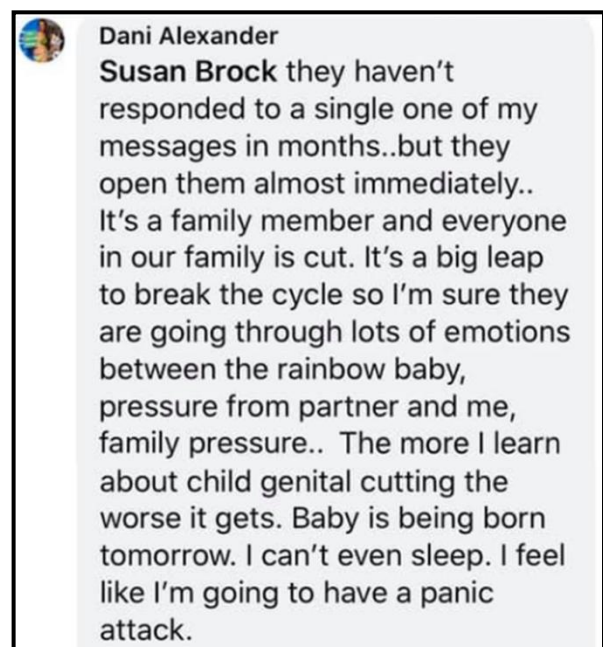 Dani Alexander
Susan Brock they haven't
responded to a single one of my
messages in months..but they
open them almost immediately..
It's a family member and everyone
in our family is cut. It's a big leap
to break the cycle so I'm sure they
are going through lots of emotions
between the rainbow baby,
pressure from partner and me,
family pressure.. The more I learn
about child genital cutting the
worse it gets. Baby is being born
tomorrow. I can't even sleep. I feel
like I'm going to have a panic
attack.